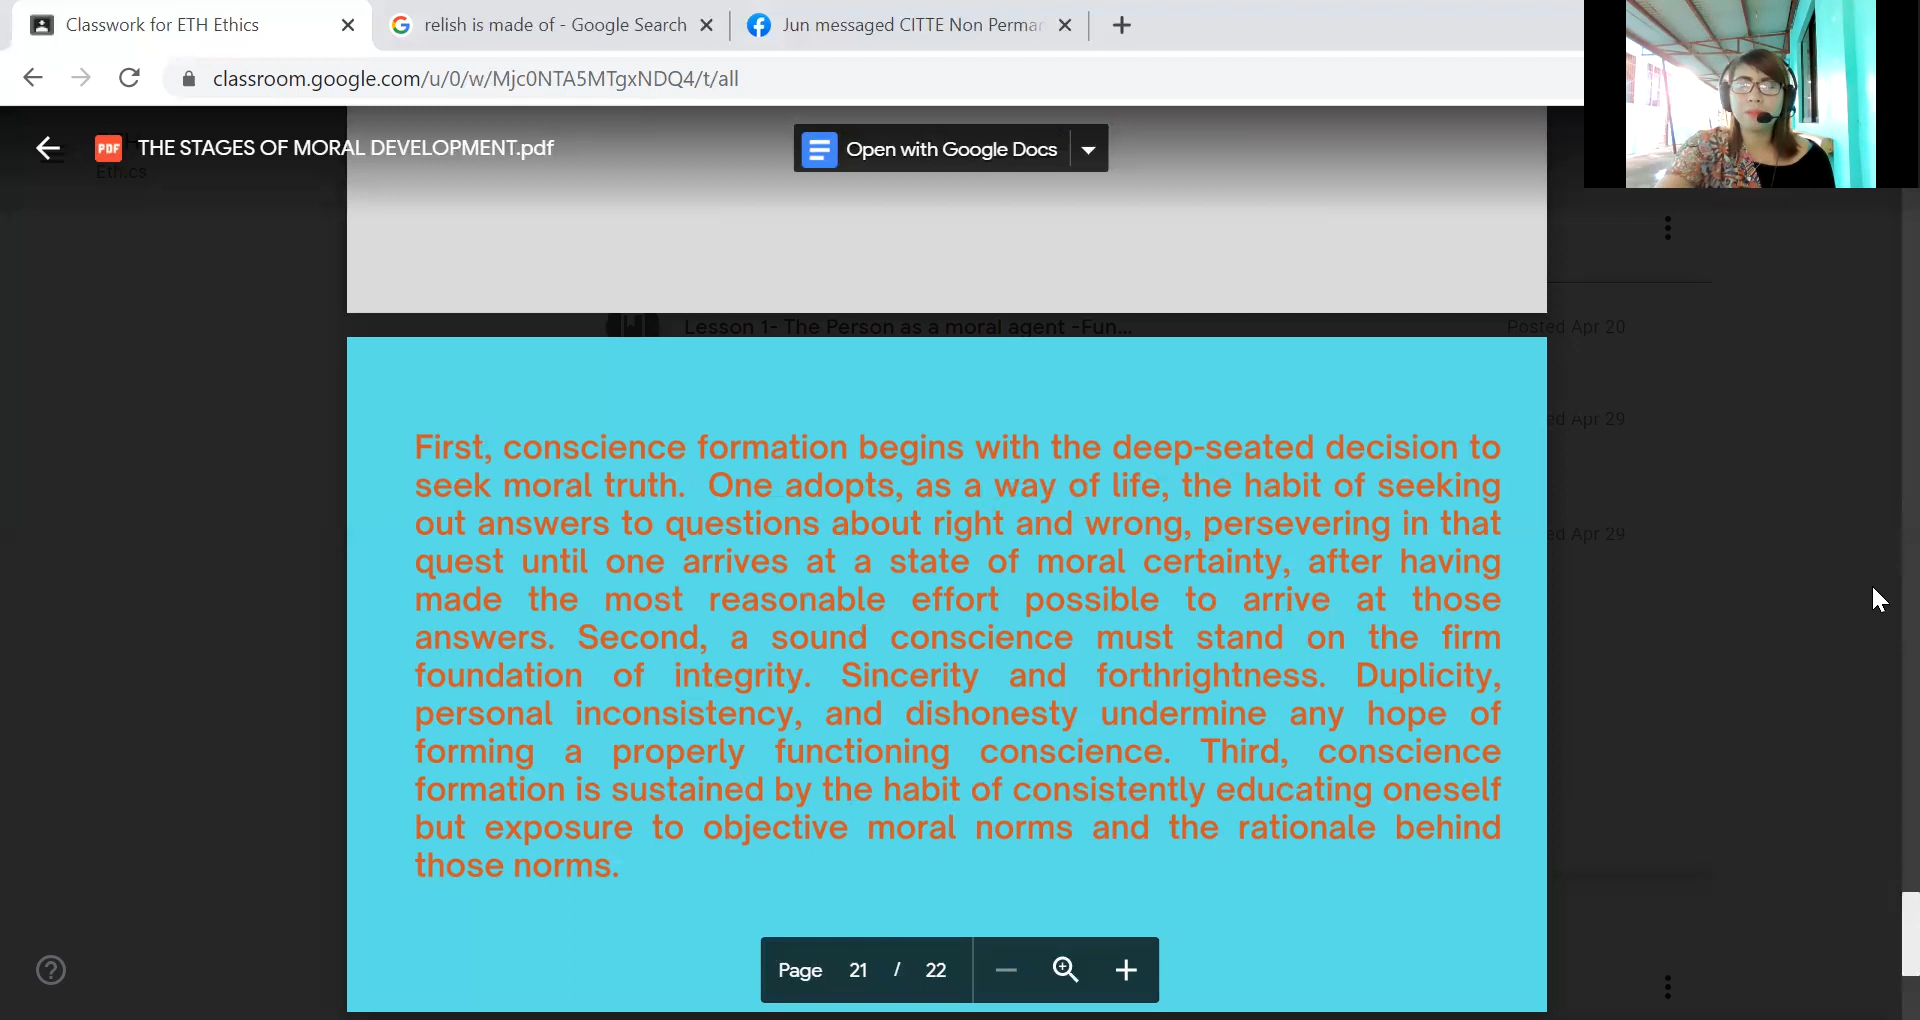 Classwork for ETH Ethics
relish is made of - Google Search
Jun messaged CITTE Non Perma
classroom.google.com/u/0/w/Mjc0NTA5MTgxNDQ4/t/all
PDF
THE STAGES OF MORAL DEVELOPMENT.pdf
Open with Google Docs
Ethics
Lesson 1- The Person as a moral agent -Fun...
Posted Apr 20
ed Apr 29
ed Apr 29
First, conscience formation begins with the deep-seated decision to
seek moral truth. One adopts, as a way of life, the habit of seeking
out answers to questions about right and wrong, persevering in that
quest until one arrives at a state of moral certainty, after having
made the most reasonable effort possible to arrive at those
answers. Second, a sound conscience must stand on the firm
foundation of integrity. Sincerity and forthrightness. Duplicity,
personal inconsistency, and dishonesty undermine any hope of
forming a properly functioning conscience. Third, conscience
formation is sustained by the habit of consistently educating oneself
but exposure to objective moral norms and the rationale behind
those norms.
Page 21 / 22